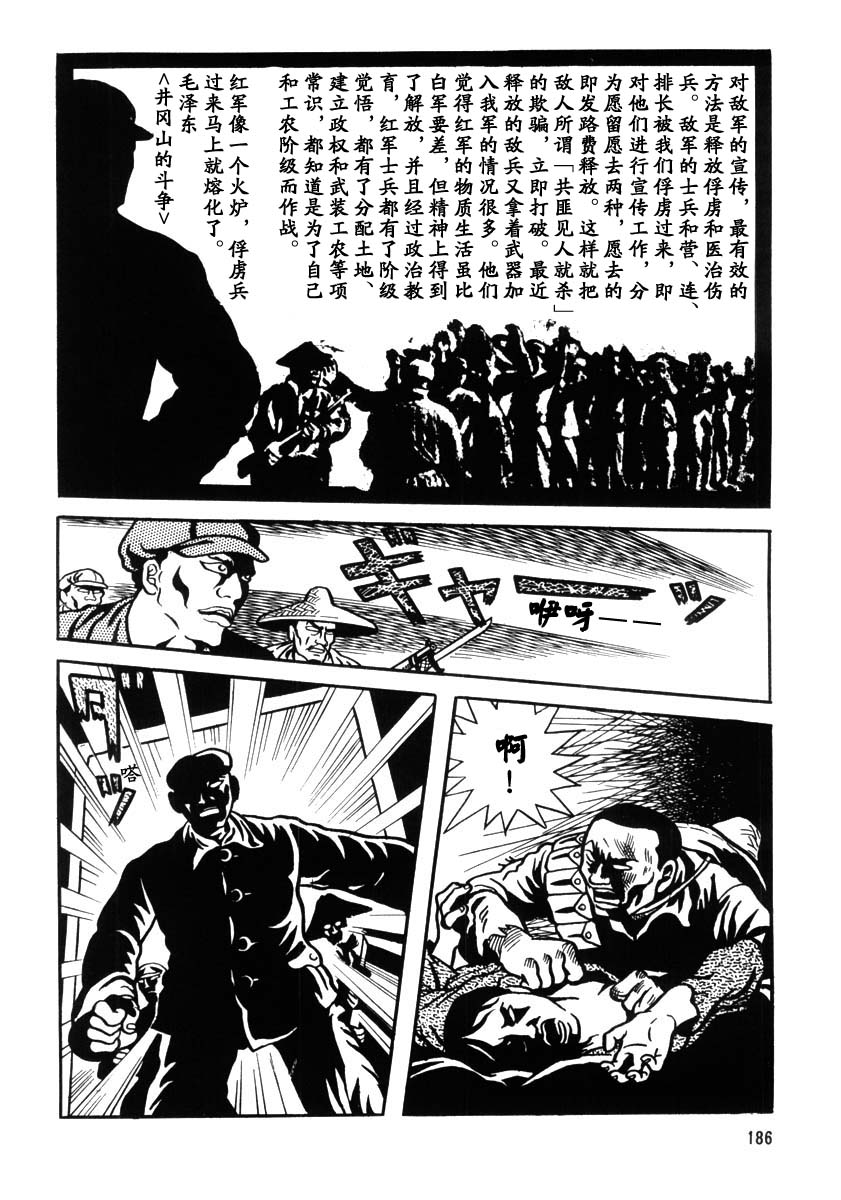 对敌军的宣传，最有效的
方法是释放俘虏和医治伤
兵。敌军的士兵和营、连、
排长被我们俘虏过来，即
对他们进行宣传工作，分
为愿留愿去两种，愿去的
即发路费释放。这样就把
敌人所谓「共匪见人就杀」
的欺骗，立即打破。最近
释放的敌兵又拿着武器加
入我军的情况很多。他们
觉得红军的物质生活虽比
白军要差，但精神上得到
了解放，并且经过政治教
育，红军士兵都有了阶级
觉悟，都有了分配土地、
建立政权和武装工农等项
常识，都知道是为了自己
和工农阶级而作战。
红军像一个火炉，俘虏兵
过来马上就熔化了。
毛泽东
<井冈山的斗争>
ギャーッ
咿呀——
嗒
啊！
186